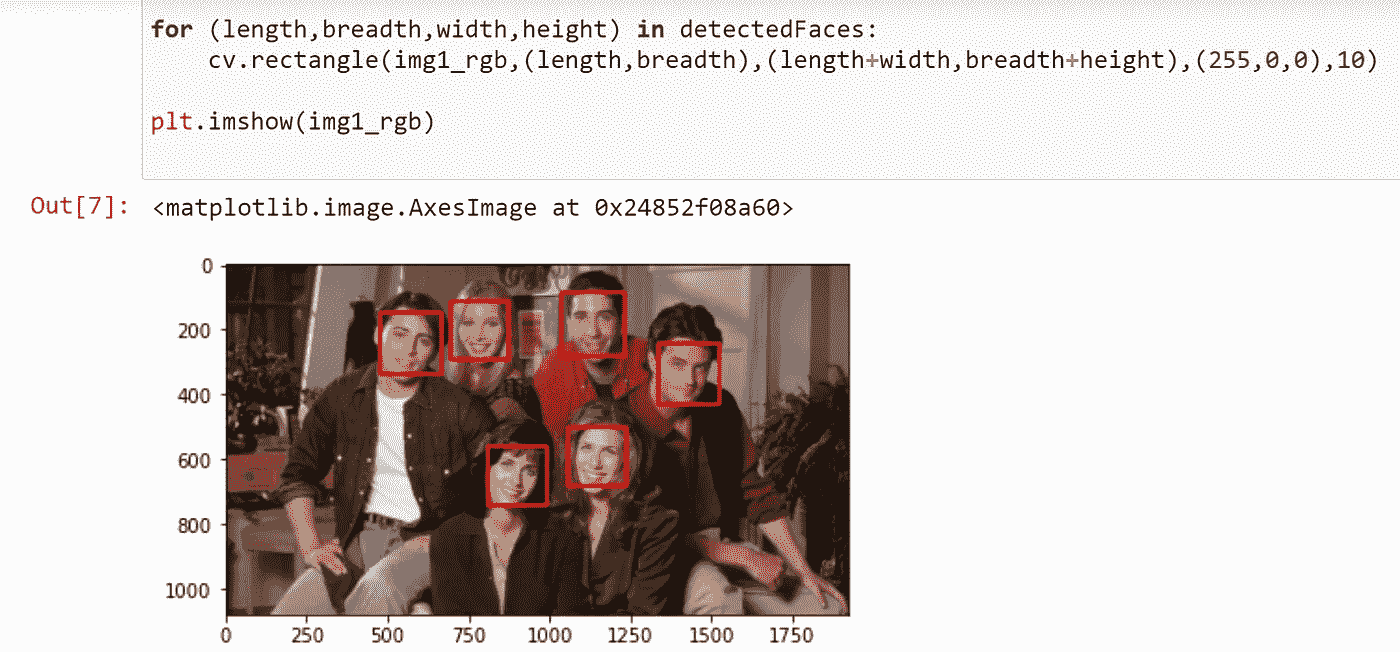 for (length,breadth,width,height) in detectedFaces:
cv.rectangle(img1_rgb,(length,breadth),(length+width,breadth+height),(255,0,0),10)
plt.imshow(img1_rgb)
Out[7]: <matplotlib.image.AxesImage at 0x24852f08a60>
0
200
400
600
800
1000
0 250 500 750 1000 1250 1500 1750